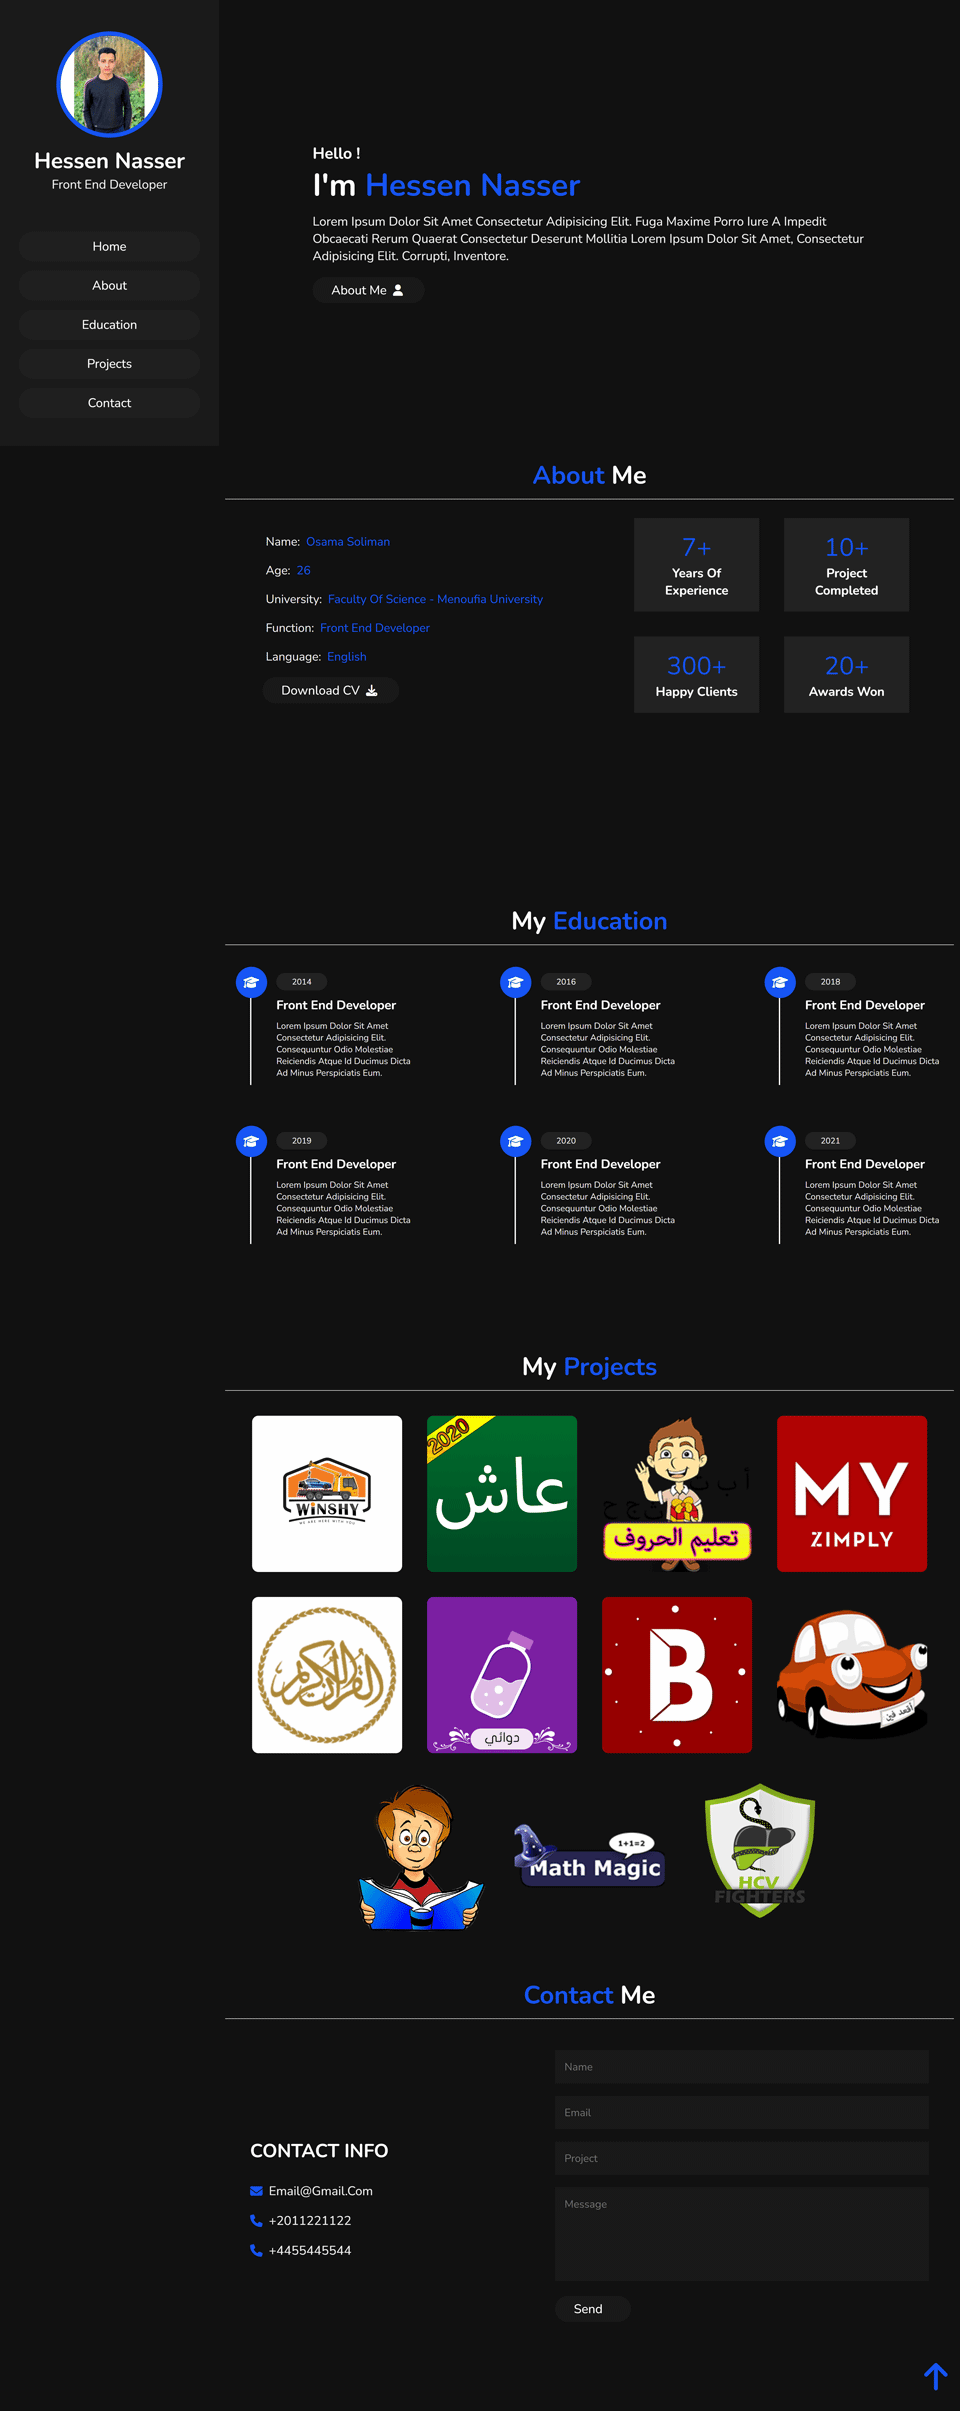 Hessen Nasser
Front End Developer
Home
About
Education
Projects
Contact
Hello !
I'm Hessen Nasser
Lorem Ipsum Dolor Sit Amet Consectetur Adipisicing Elit. Fuga Maxime Porro Iure A Impedit
Obcaecati Rerum Quaerat Consectetur Deserunt Mollitia Lorem Ipsum Dolor Sit Amet, Consectetur
Adipisicing Elit. Corrupti, Inventore.
About Me
About Me
Name: Osama Soliman
Age: 26
University: Faculty Of Science - Menoufia University
Function: Front End Developer
Language: English
Download CV
7+
Years Of
Experience
10+
Project
Completed
300+
Happy Clients
20+
Awards Won
My Education
2014
Front End Developer
Lorem Ipsum Dolor Sit Amet
Consectetur Adipisicing Elit.
Consequuntur Odio Molestiae
Reiciendis Atque Id Ducimus Dicta
Ad Minus Perspiciatis Eum.
2016
Front End Developer
Lorem Ipsum Dolor Sit Amet
Consectetur Adipisicing Elit.
Consequuntur Odio Molestiae
Reiciendis Atque Id Ducimus Dicta
Ad Minus Perspiciatis Eum.
2018
Front End Developer
Lorem Ipsum Dolor Sit Amet
Consectetur Adipisicing Elit.
Consequuntur Odio Molestiae
Reiciendis Atque Id Ducimus Dicta
Ad Minus Perspiciatis Eum.
2019
Front End Developer
Lorem Ipsum Dolor Sit Amet
Consectetur Adipisicing Elit.
Consequuntur Odio Molestiae
Reiciendis Atque Id Ducimus Dicta
Ad Minus Perspiciatis Eum.
2020
Front End Developer
Lorem Ipsum Dolor Sit Amet
Consectetur Adipisicing Elit.
Consequuntur Odio Molestiae
Reiciendis Atque Id Ducimus Dicta
Ad Minus Perspiciatis Eum.
2021
Front End Developer
Lorem Ipsum Dolor Sit Amet
Consectetur Adipisicing Elit.
Consequuntur Odio Molestiae
Reiciendis Atque Id Ducimus Dicta
Ad Minus Perspiciatis Eum.
My Projects
WINSHY
WE ARE HERE WITH YOU
2020
عاش
أ ب ت
ج ح
تعليم الحروف
MY
ZIMPLY
القرآن الكريم
دوائي
B
أقعد فين
1+1=2
Math Magic
HCV
FIGHTERS
Contact Me
CONTACT INFO
Email@Gmail.Com
+2011221122
+4455445544
Name
Email
Project
Message
Send